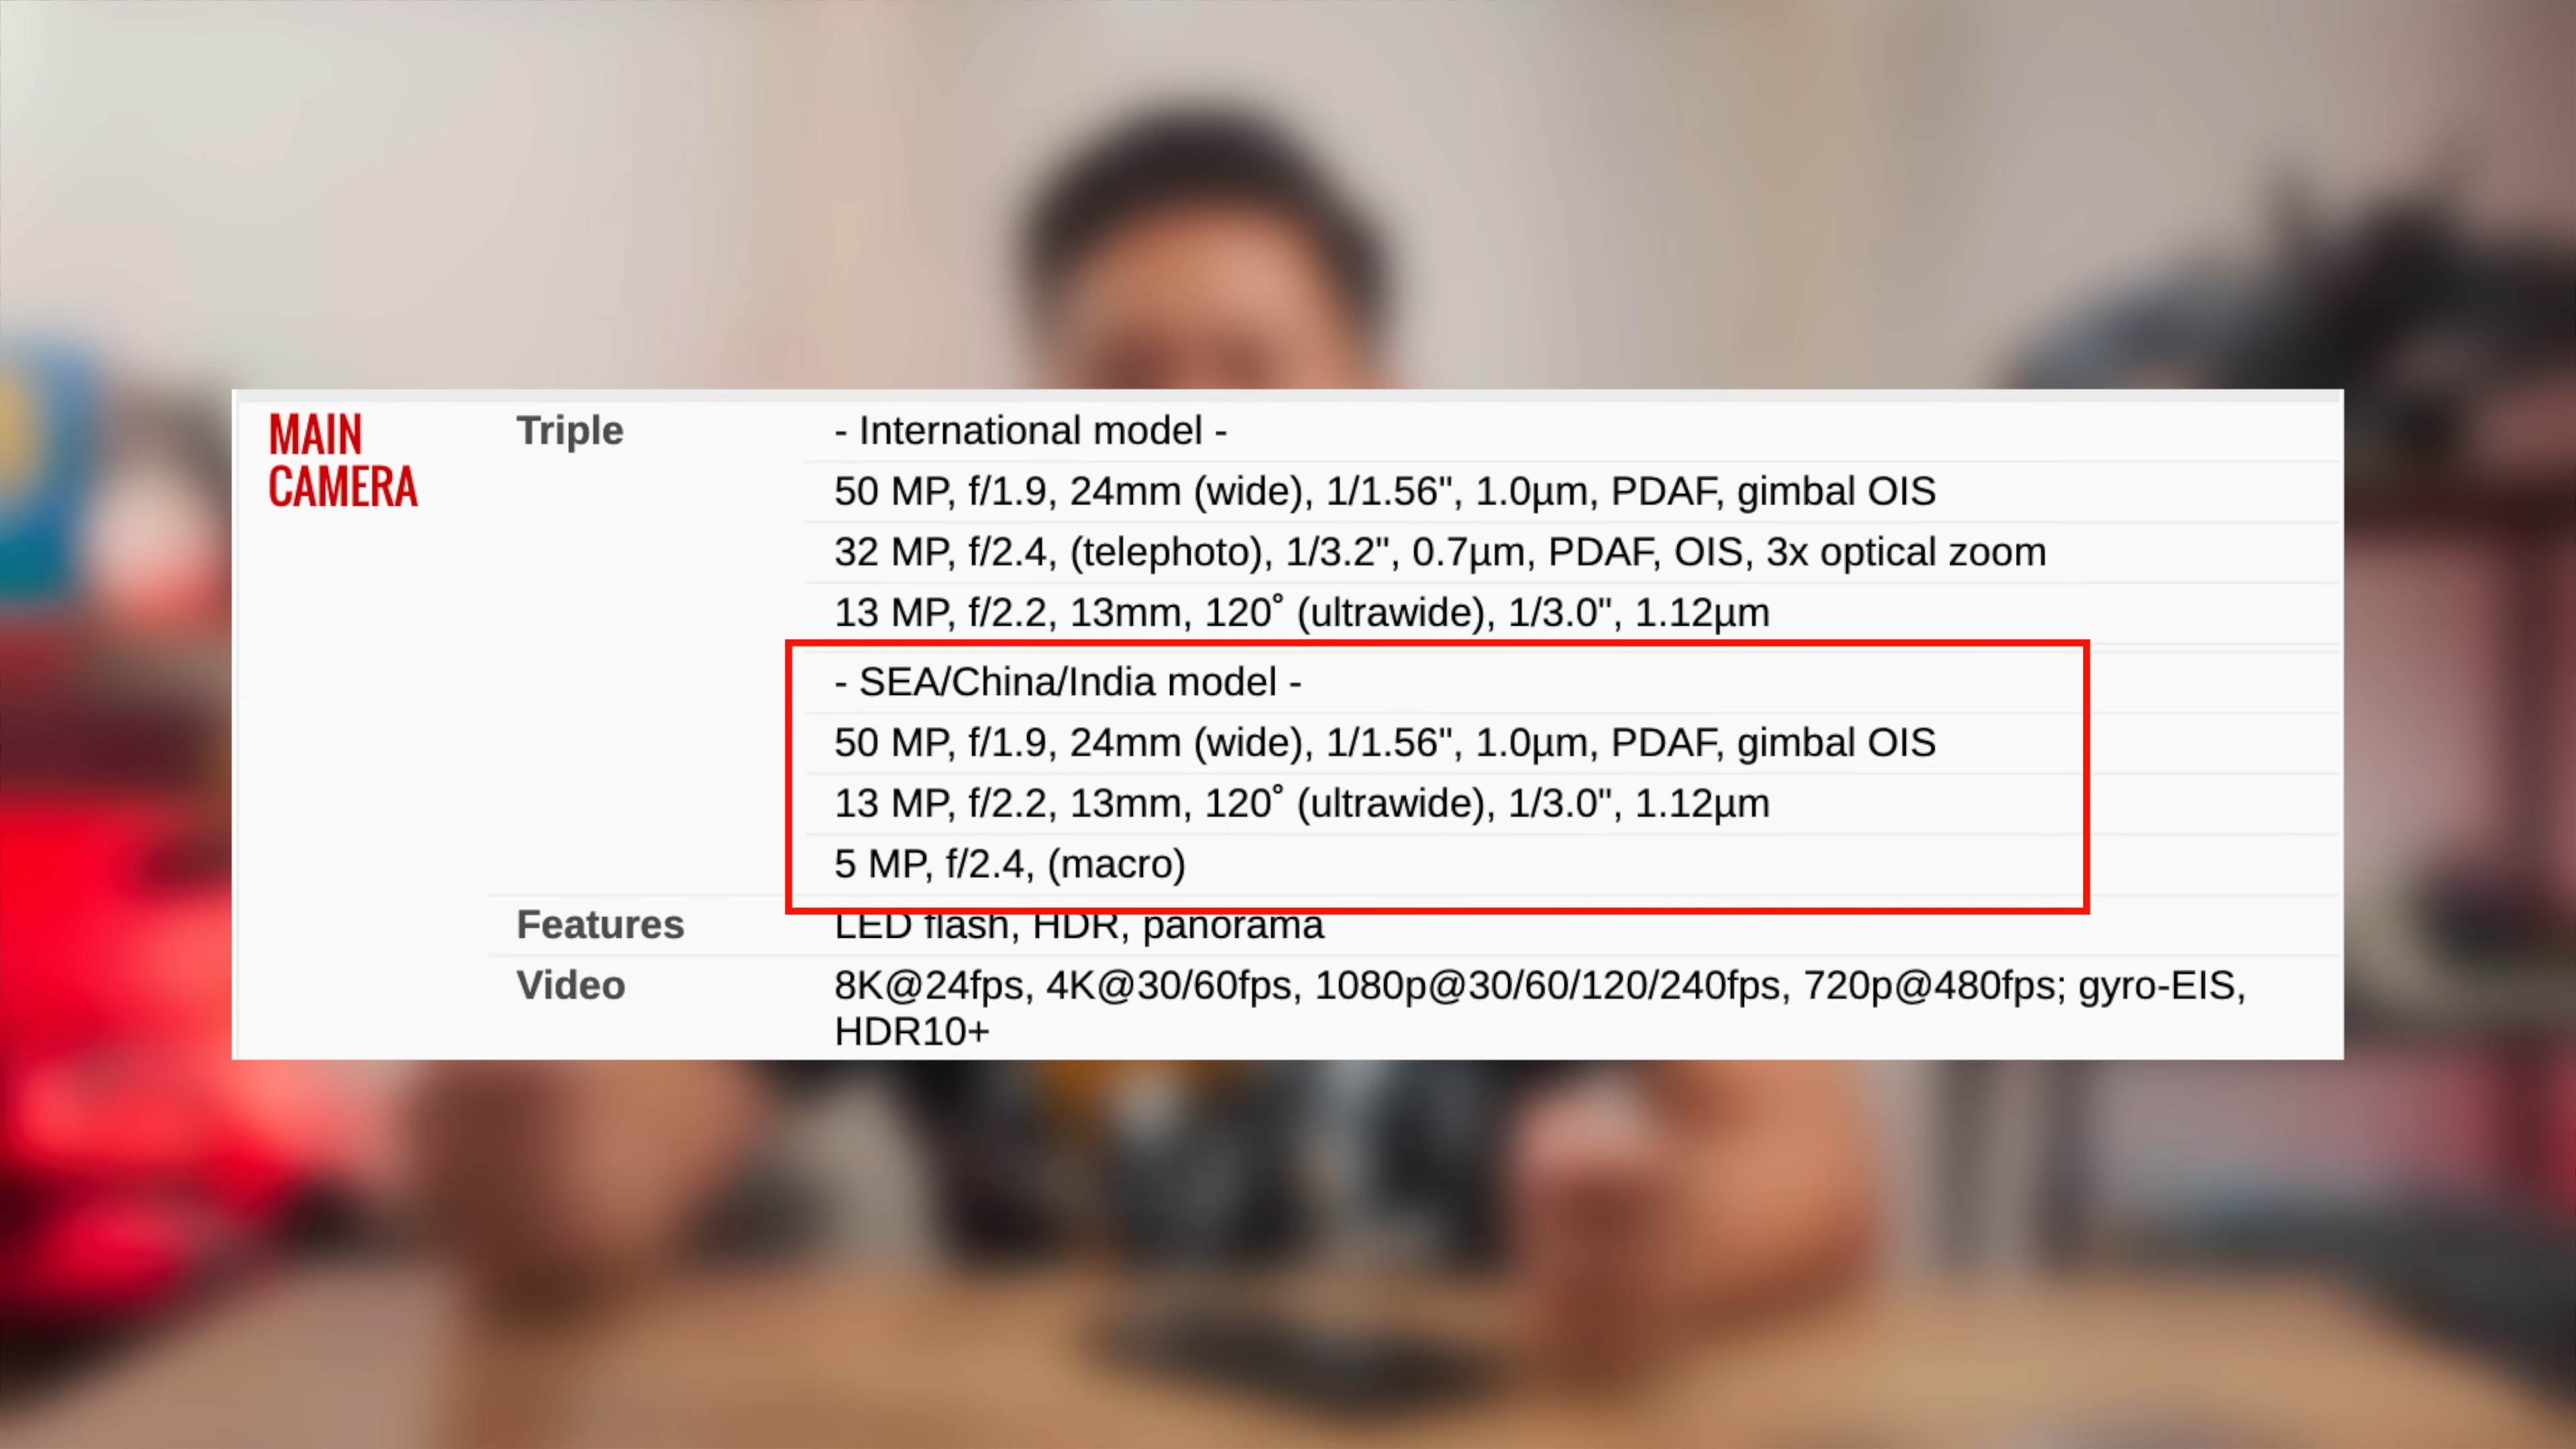 MAIN
CAMERA
Triple
- International model -
50 MP, f/1.9, 24mm (wide), 1/1.56", 1.0µm, PDAF, gimbal OIS
32 MP, f/2.4, (telephoto), 1/3.2", 0.7µm, PDAF, OIS, 3x optical zoom
13 MP, f/2.2, 13mm, 120˚ (ultrawide), 1/3.0", 1.12µm
- SEA/China/India model -
50 MP, f/1.9, 24mm (wide), 1/1.56", 1.0µm, PDAF, gimbal OIS
13 MP, f/2.2, 13mm, 120˚ (ultrawide), 1/3.0", 1.12µm
5 MP, f/2.4, (macro)
Features LED flash, HDR, panorama
Video 8K@24fps, 4K@30/60fps, 1080p@30/60/120/240fps, 720p@480fps; gyro-EIS,
HDR10+